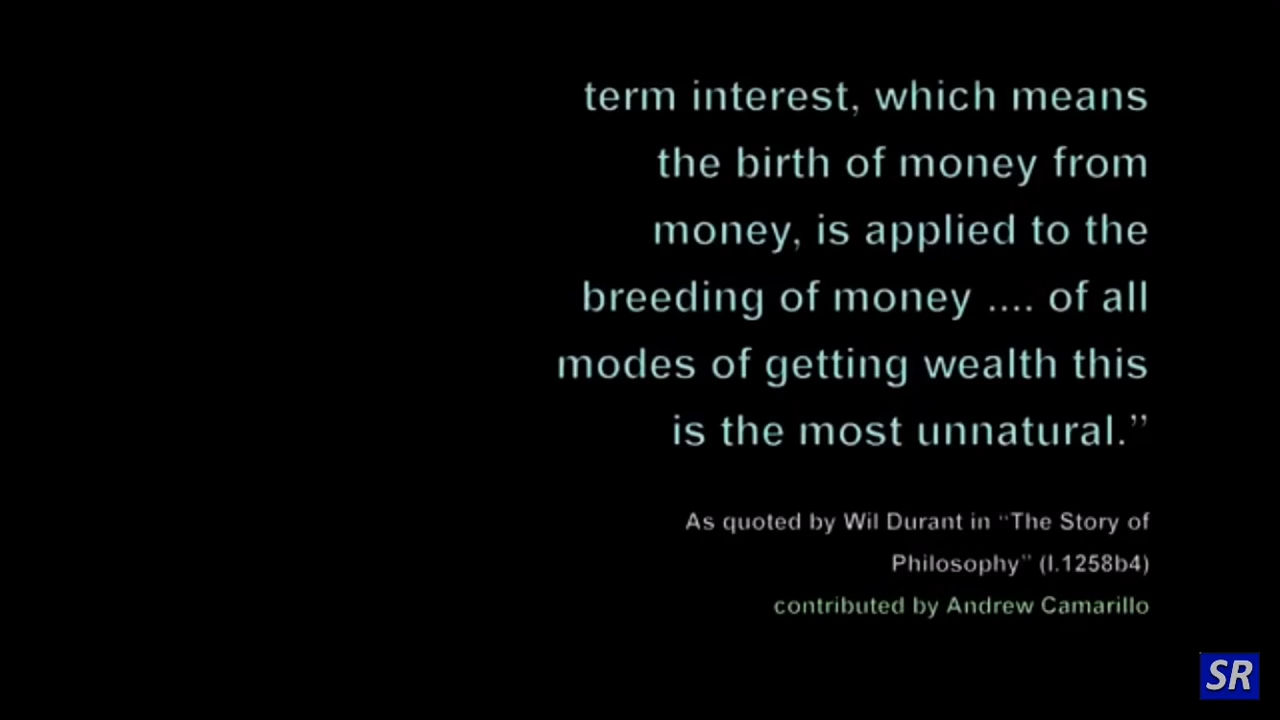 term interest, which means
the birth of money from
money, is applied to the
breeding of money .... of all
modes of getting wealth this
is the most unnatural.”
As quoted by Wil Durant in “The Story of
Philosophy” (I.1258b4)
contributed by Andrew Camarillo
SR